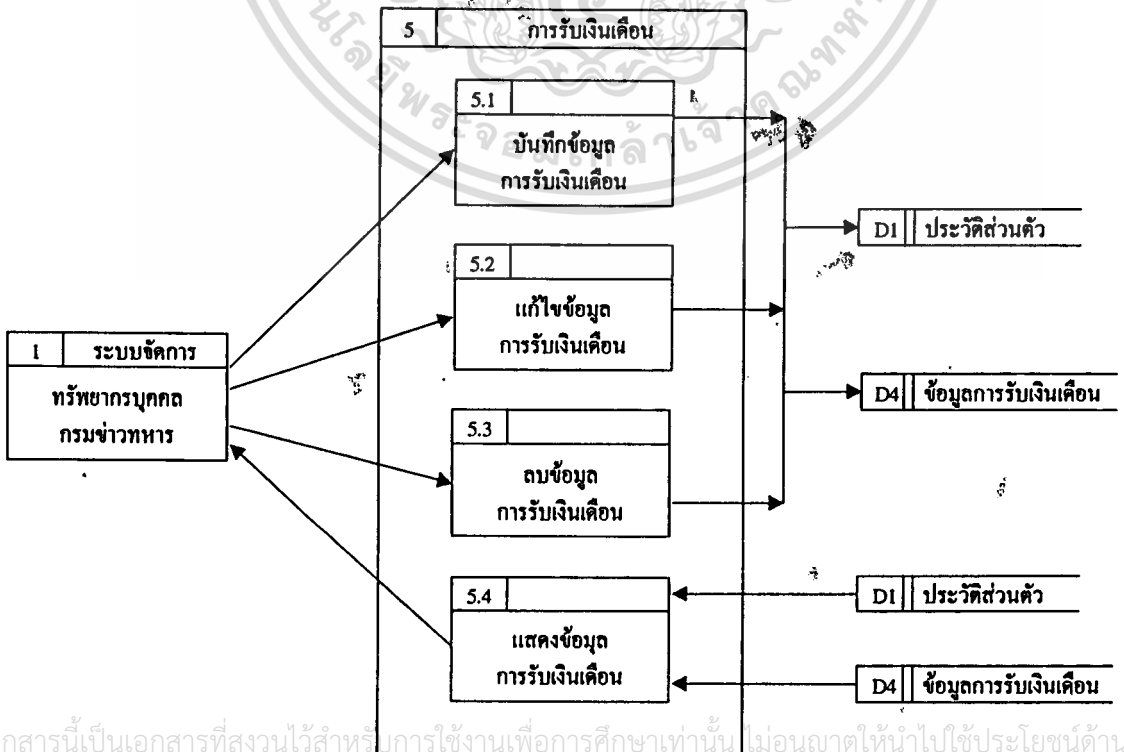 5 การรับเงินเดือน
5.1
บันทึกข้อมูล
การรับเงินเดือน
D1 ประวัติส่วนตัว
5.2
แก้ไขข้อมูล
การรับเงินเดือน
1 ระบบจัดการ
ทรัพยากรบุคคล
กรมข่าวทหาร
D4 ข้อมูลการรับเงินเดือน
5.3
ลบข้อมูล
การรับเงินเดือน
5.4
แสดงข้อมูล
การรับเงินเดือน
D1 ประวัติส่วนตัว
D4 ข้อมูลการรับเงินเดือน
กสารนี้เป็นเอกสารที่สงวนไว้สำหรับการใช้งานเพื่อการศึกษาเท่านั้น ไม่อนุญาตให้นำไปใช้ประโยชน์ด้าน